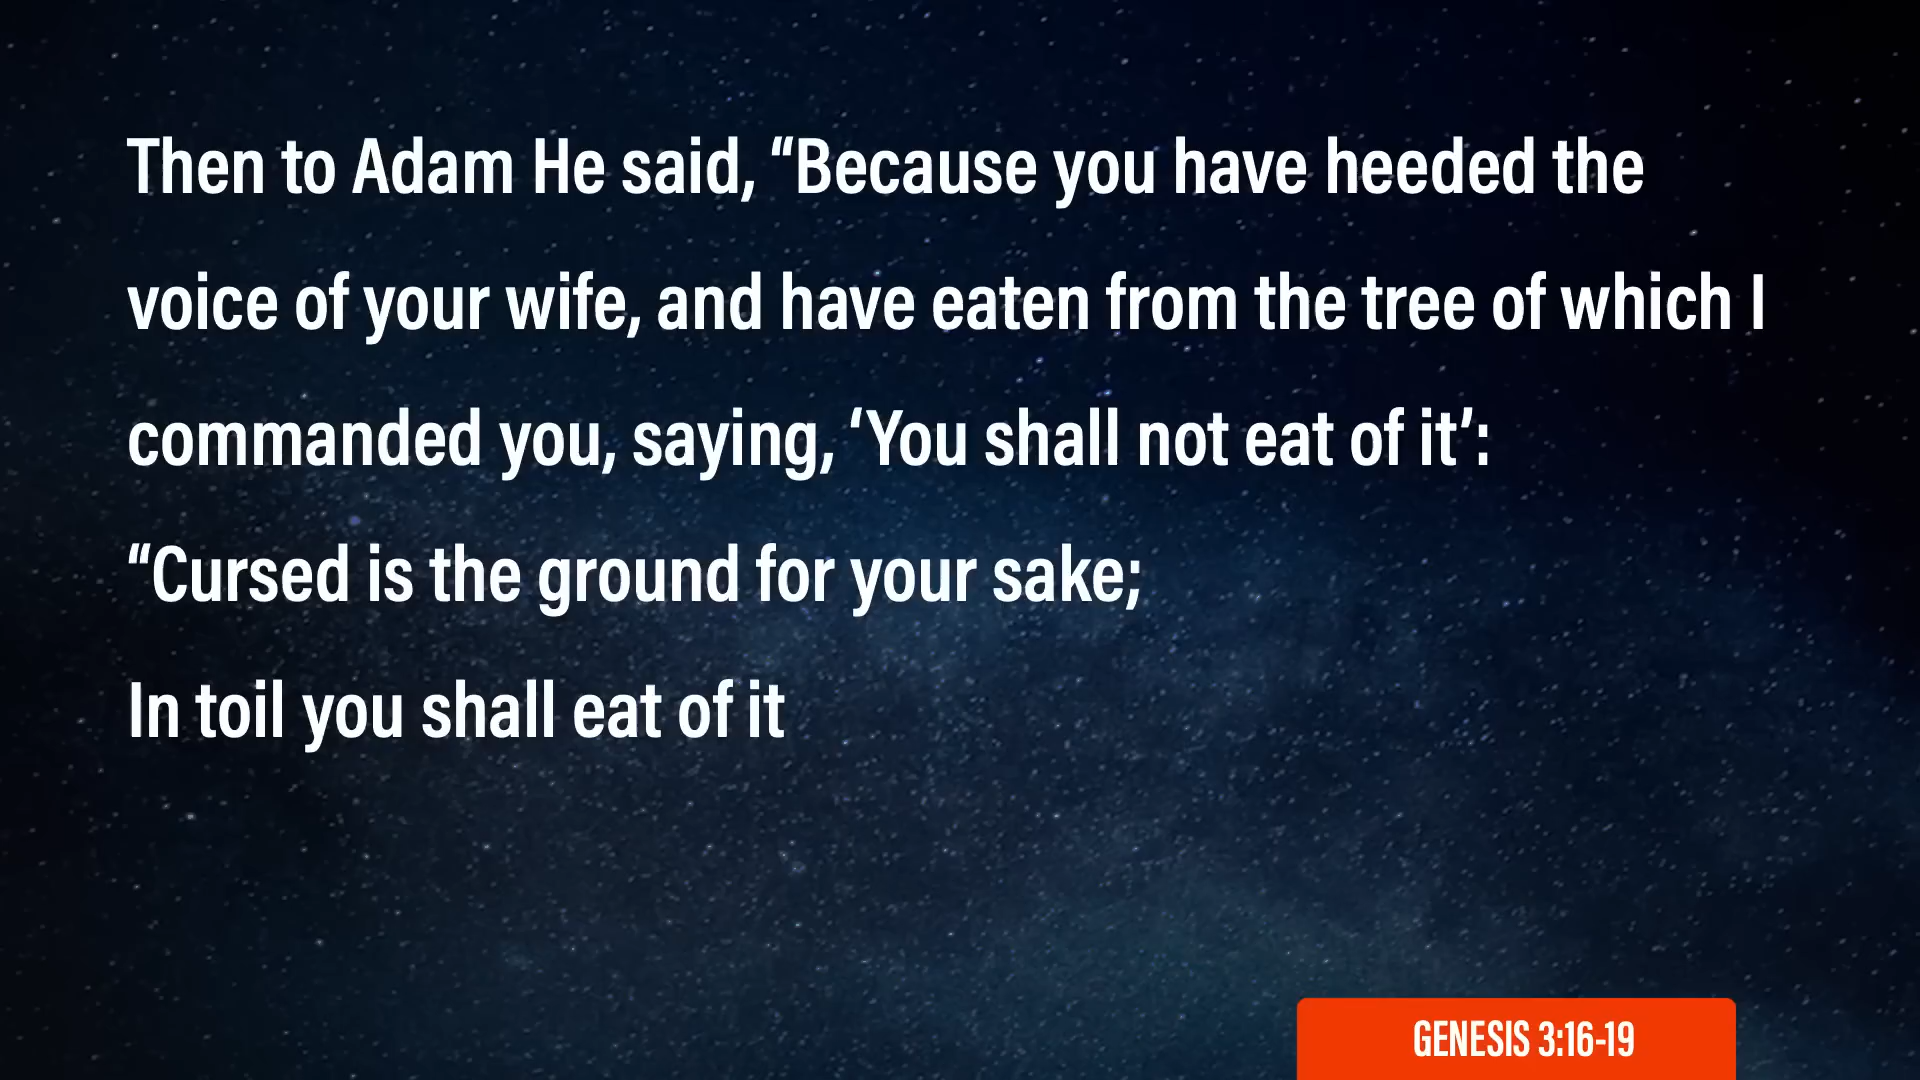 Then to Adam He said, “Because you have heeded the
voice of your wife, and have eaten from the tree of which I
commanded you, saying, ‘You shall not eat of it’:
“Cursed is the ground for your sake;
In toil you shall eat of it
GENESIS 3:16-19